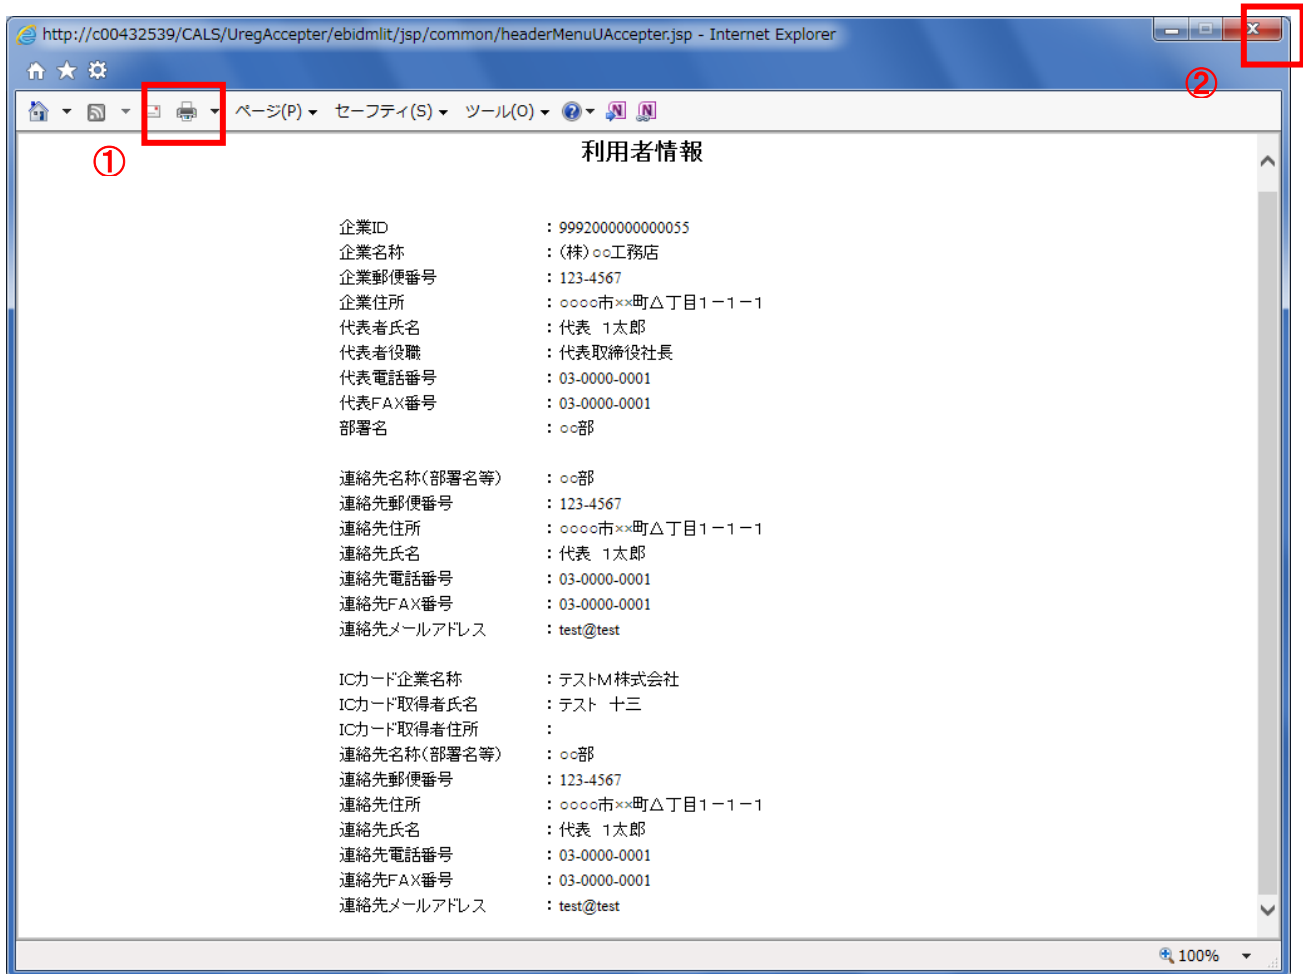 http://c00432539/CALS/UregAccepter/ebidmlit/jsp/common/headerMenuUAccepter.jsp - Internet Explorer
②
ページ(P) セーフティ(S) ツール(O)
①
利用者情報
企業ID : 9992000000000055
企業名称 : (株)○○工務店
企業郵便番号 : 123-4567
企業住所 : ○○○○市××町△丁目1-1-1
代表者氏名 : 代表 1太郎
代表者役職 : 代表取締役社長
代表電話番号 : 03-0000-0001
代表FAX番号 : 03-0000-0001
部署名 : ○○部
連絡先名称(部署名等) : ○○部
連絡先郵便番号 : 123-4567
連絡先住所 : ○○○○市××町△丁目1-1-1
連絡先氏名 : 代表 1太郎
連絡先電話番号 : 03-0000-0001
連絡先FAX番号 : 03-0000-0001
連絡先メールアドレス : test@test
ICカード企業名称 : テストM株式会社
ICカード取得者氏名 : テスト 十三
ICカード取得者住所 :
連絡先名称(部署名等) : ○○部
連絡先郵便番号 : 123-4567
連絡先住所 : ○○○○市××町△丁目1-1-1
連絡先氏名 : 代表 1太郎
連絡先電話番号 : 03-0000-0001
連絡先FAX番号 : 03-0000-0001
連絡先メールアドレス : test@test
100%